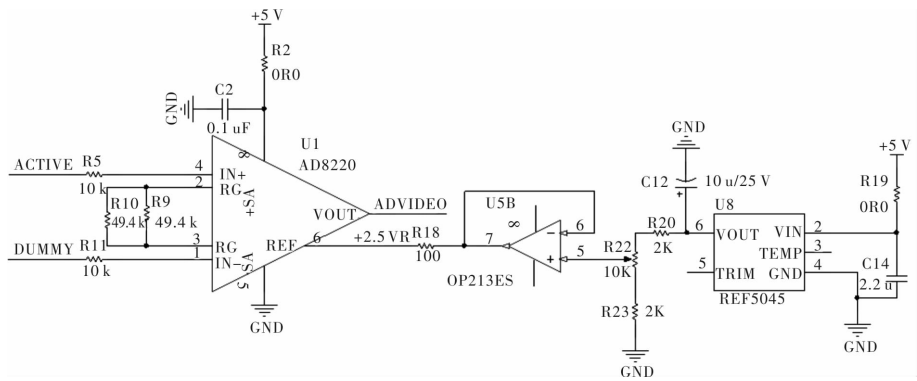 +5 V
R2
0R0
C2
GND
0.1 uF
U1
AD8220
8
ACTIVE
R5
10 k
4
IN+
2
RG
+SA
R10
49.4 k
R9
49.4 k
VOUT
ADVIDEO
DUMMY
R11
10 k
3
RG
1
IN-
-SA
5
REF
6
+2.5 VR
R18
100
GND
U5B
8
7
-
6
+
5
OP213ES
R22
10K
R20
2K
R23
2K
GND
GND
C12
+
10 u/25 V
U8
6
VOUT
VIN
2
TEMP
3
5
TRIM
GND
4
REF5045
+5 V
R19
0R0
C14
2.2 u
GND